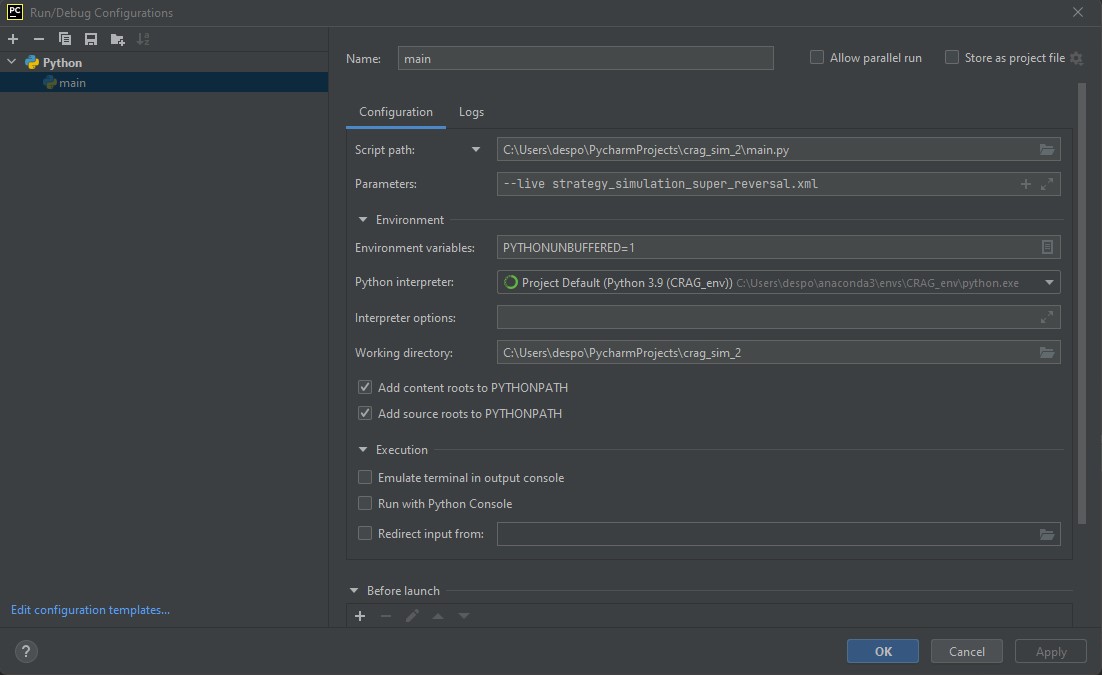 PC Run/Debug Configurations
Python
main
Name: main
Allow parallel run
Store as project file
Configuration Logs
Script path: C:\Users\despo\PycharmProjects\crag_sim_2\main.py
Parameters: --live strategy_simulation_super_reversal.xml
Environment
Environment variables: PYTHONUNBUFFERED=1
Python interpreter: Project Default (Python 3.9 (CRAG_env)) C:\Users\despo\anaconda3\envs\CRAG_env\python.exe
Interpreter options:
Working directory: C:\Users\despo\PycharmProjects\crag_sim_2
Add content roots to PYTHONPATH
Add source roots to PYTHONPATH
Execution
Emulate terminal in output console
Run with Python Console
Redirect input from:
Before launch
Edit configuration templates...
? OK Cancel Apply